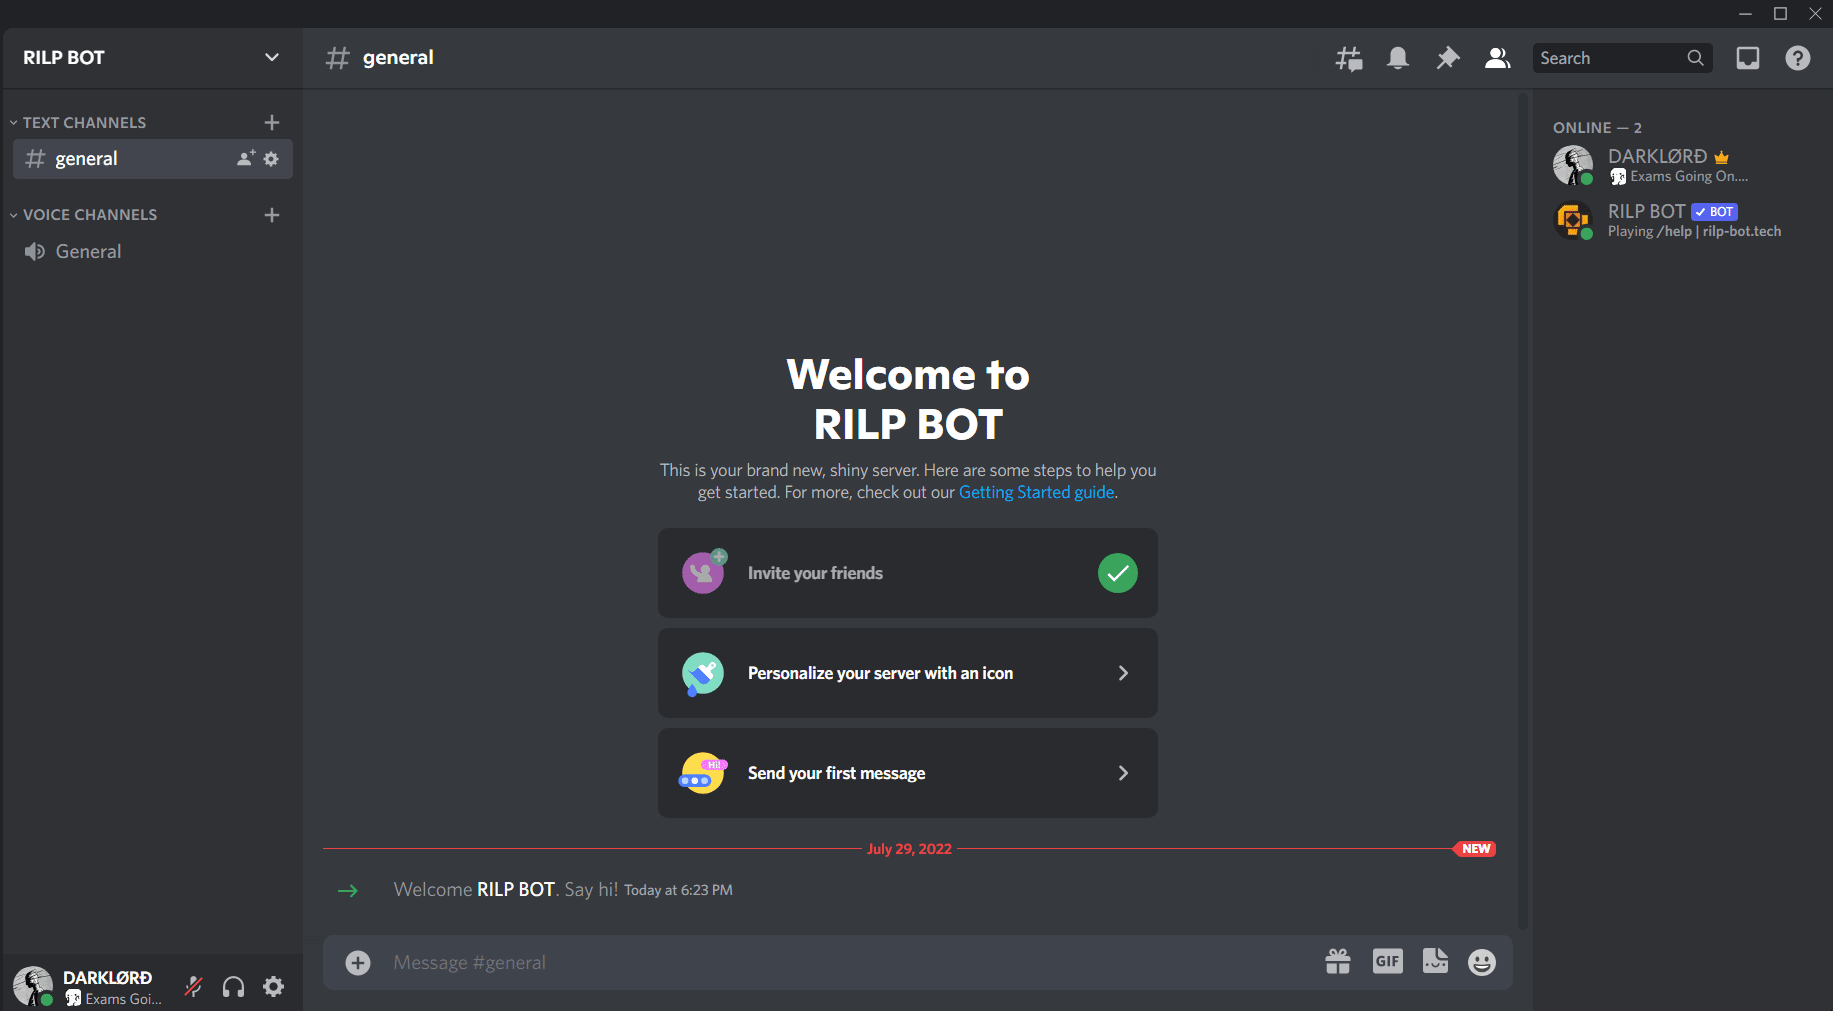 RILP BOT
TEXT CHANNELS
general
VOICE CHANNELS
General
DARKLØRÐ
Exams Goi...
general
Search
Welcome to
RILP BOT
This is your brand new, shiny server. Here are some steps to help you
get started. For more, check out our Getting Started guide.
Invite your friends
Personalize your server with an icon
Hi!
Send your first message
July 29, 2022
NEW
Welcome RILP BOT. Say hi! Today at 6:23 PM
Message #general
GIF
ONLINE — 2
DARKLØRÐ
Exams Going On....
RILP BOT ✓ BOT
Playing /help | rilp-bot.tech